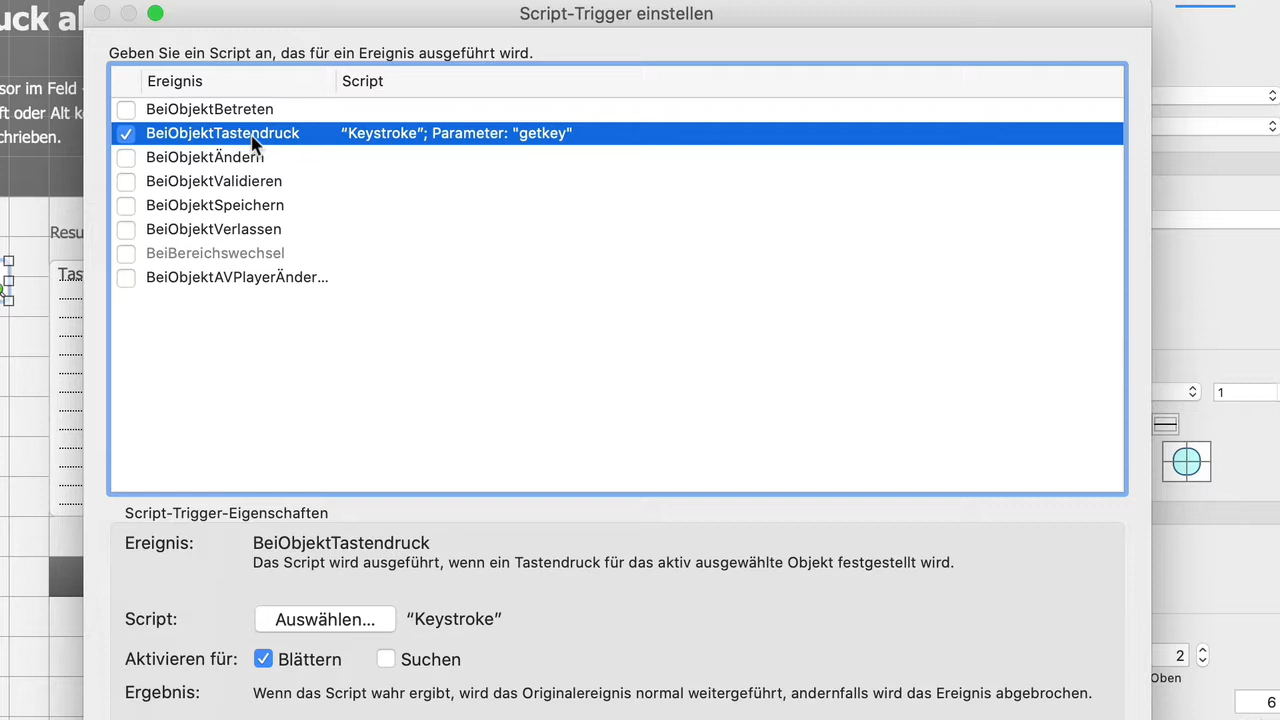 Script-Trigger einstellen
uck al
Geben Sie ein Script an, das für ein Ereignis ausgeführt wird.
Ereignis Script
sor im Feld
BeiObjektBetreten
ft oder Alt k
BeiObjektTastendruck “Keystroke”; Parameter: "getkey"
chrieben.
BeiObjektÄndern
BeiObjektValidieren
BeiObjektSpeichern
Resu
BeiObjektVerlassen
BeiBereichswechsel
Tas
BeiObjektAVPlayerÄnder...
1
Script-Trigger-Eigenschaften
Ereignis: BeiObjektTastendruck
Das Script wird ausgeführt, wenn ein Tastendruck für das aktiv ausgewählte Objekt festgestellt wird.
Script: Auswählen... “Keystroke”
Aktivieren für: Blättern Suchen
2
Oben
Ergebnis: Wenn das Script wahr ergibt, wird das Originalereignis normal weitergeführt, andernfalls wird das Ereignis abgebrochen.
6